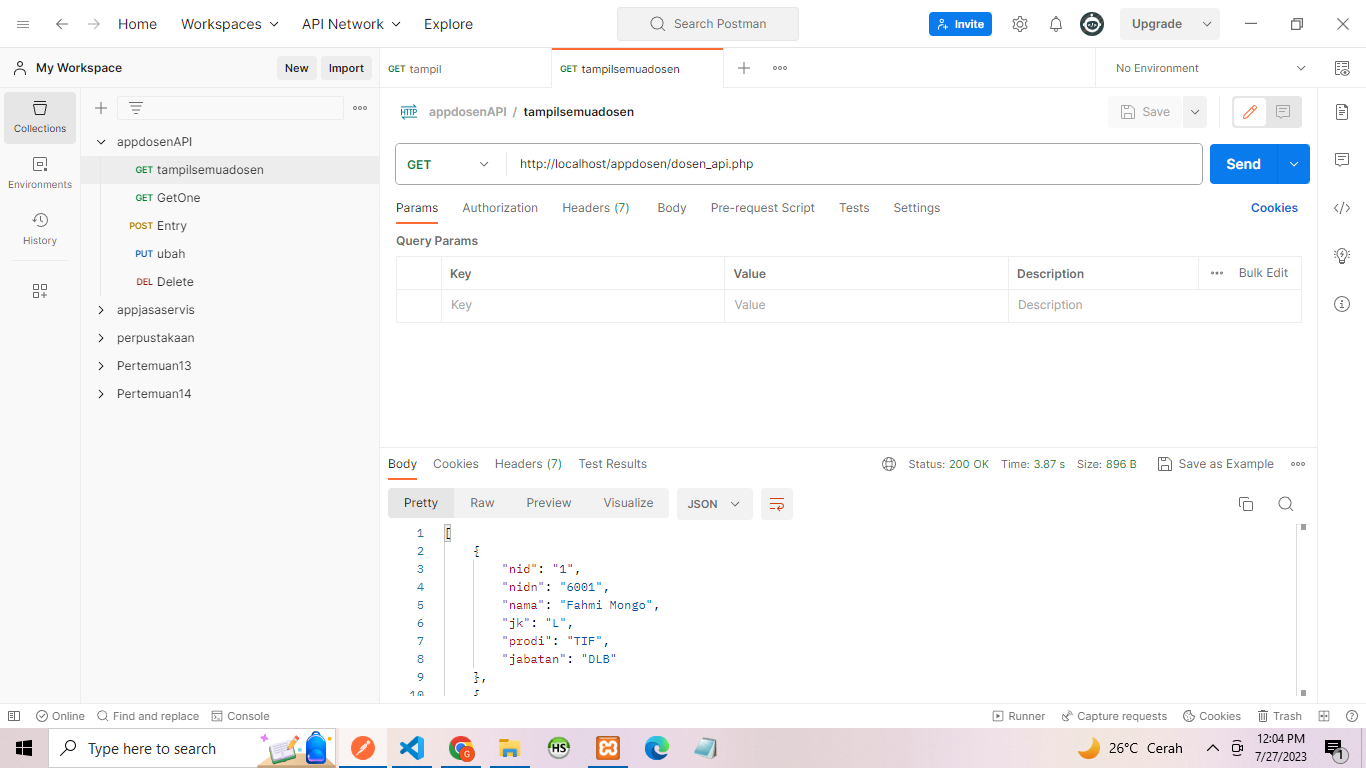 Home Workspaces API Network Explore Search Postman Invite Upgrade
My Workspace New Import GET tampil GET tampilsemuadosen No Environment
Collections
Environments
History
appdosenAPI
GET tampilsemuadosen
GET GetOne
POST Entry
PUT ubah
DEL Delete
appjasaservis
perpustakaan
Pertemuan13
Pertemuan14
HTTP appdosenAPI / tampilsemuadosen Save
GET http://localhost/appdosen/dosen_api.php Send
Params Authorization Headers (7) Body Pre-request Script Tests Settings Cookies
Query Params
Key Value Description Bulk Edit
Key Value Description
Body Cookies Headers (7) Test Results Status: 200 OK Time: 3.87 s Size: 896 B Save as Example
Pretty Raw Preview Visualize JSON
1 [
2 {
3 "nid": "1",
4 "nidn": "6001",
5 "nama": "Fahmi Mongo",
6 "jk": "L",
7 "prodi": "TIF",
8 "jabatan": "DLB"
9 },
10 {
Online Find and replace Console Runner Capture requests Cookies Trash
Type here to search G HS 26°C Cerah 12:04 PM
7/27/2023 1